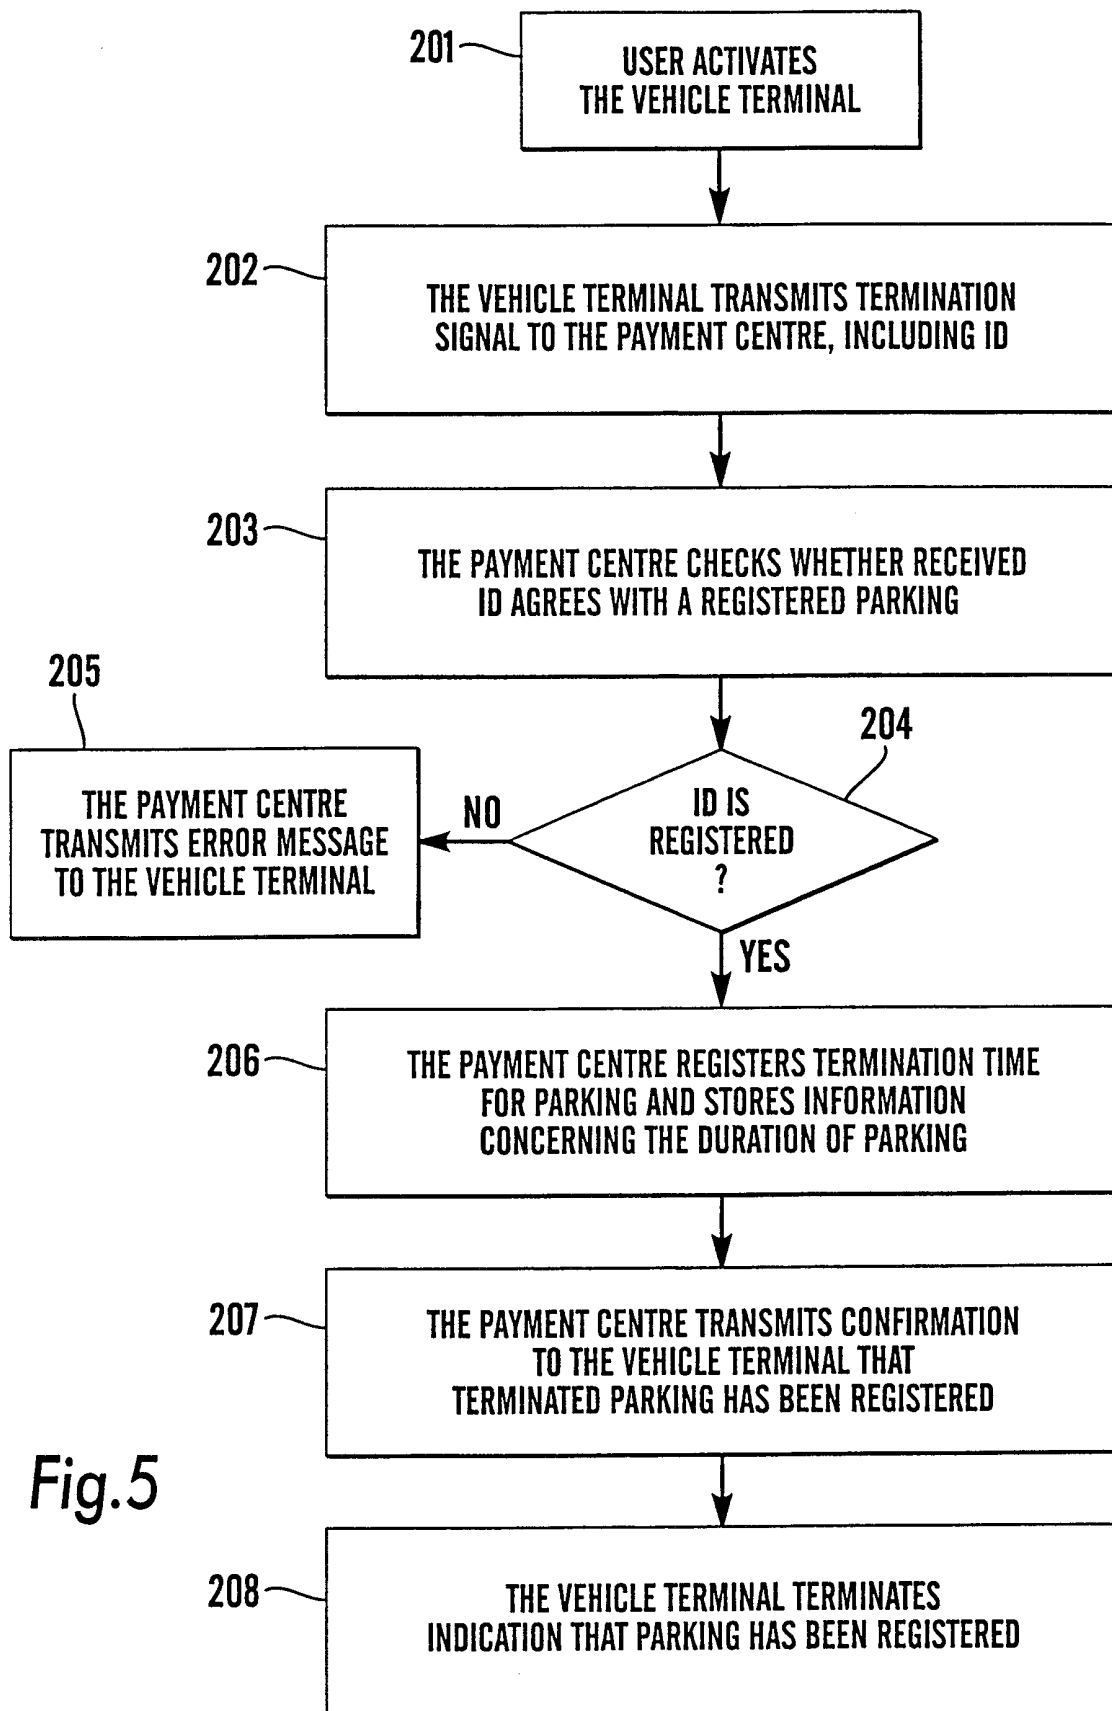 201
USER ACTIVATES
THE VEHICLE TERMINAL
202
THE VEHICLE TERMINAL TRANSMITS TERMINATION
SIGNAL TO THE PAYMENT CENTRE, INCLUDING ID
203
THE PAYMENT CENTRE CHECKS WHETHER RECEIVED
ID AGREES WITH A REGISTERED PARKING
205
204
THE PAYMENT CENTRE
TRANSMITS ERROR MESSAGE
TO THE VEHICLE TERMINAL
NO
ID IS
REGISTERED
?
YES
206
THE PAYMENT CENTRE REGISTERS TERMINATION TIME
FOR PARKING AND STORES INFORMATION
CONCERNING THE DURATION OF PARKING
207
THE PAYMENT CENTRE TRANSMITS CONFIRMATION
TO THE VEHICLE TERMINAL THAT
TERMINATED PARKING HAS BEEN REGISTERED
Fig.5
208
THE VEHICLE TERMINAL TERMINATES
INDICATION THAT PARKING HAS BEEN REGISTERED